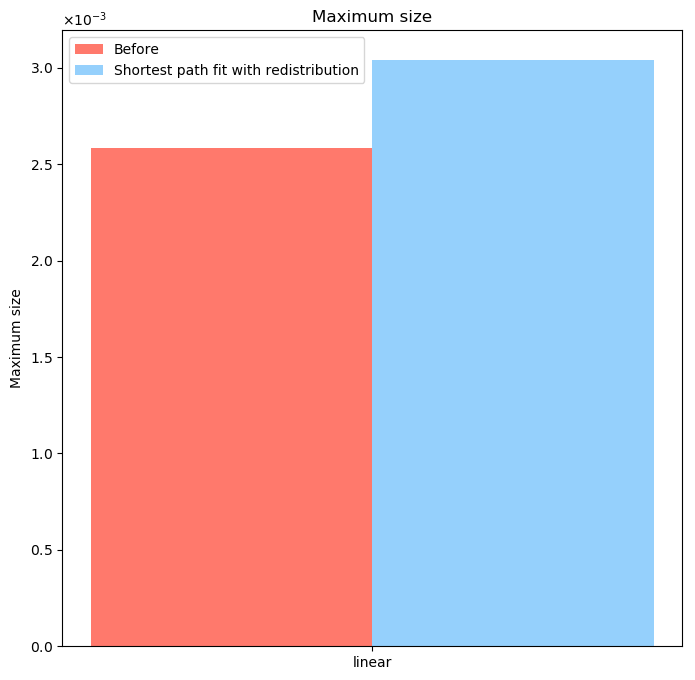 ×10⁻³
Maximum size
Before
Shortest path fit with redistribution
3.0
2.5
2.0
1.5
1.0
0.5
0.0
Maximum size
linear